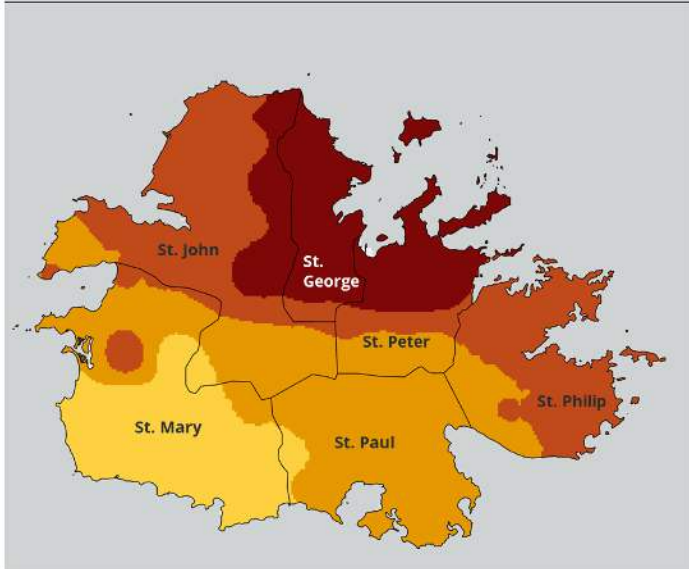 St. John
St.
George
St. Peter
St. Philip
St. Mary
St. Paul